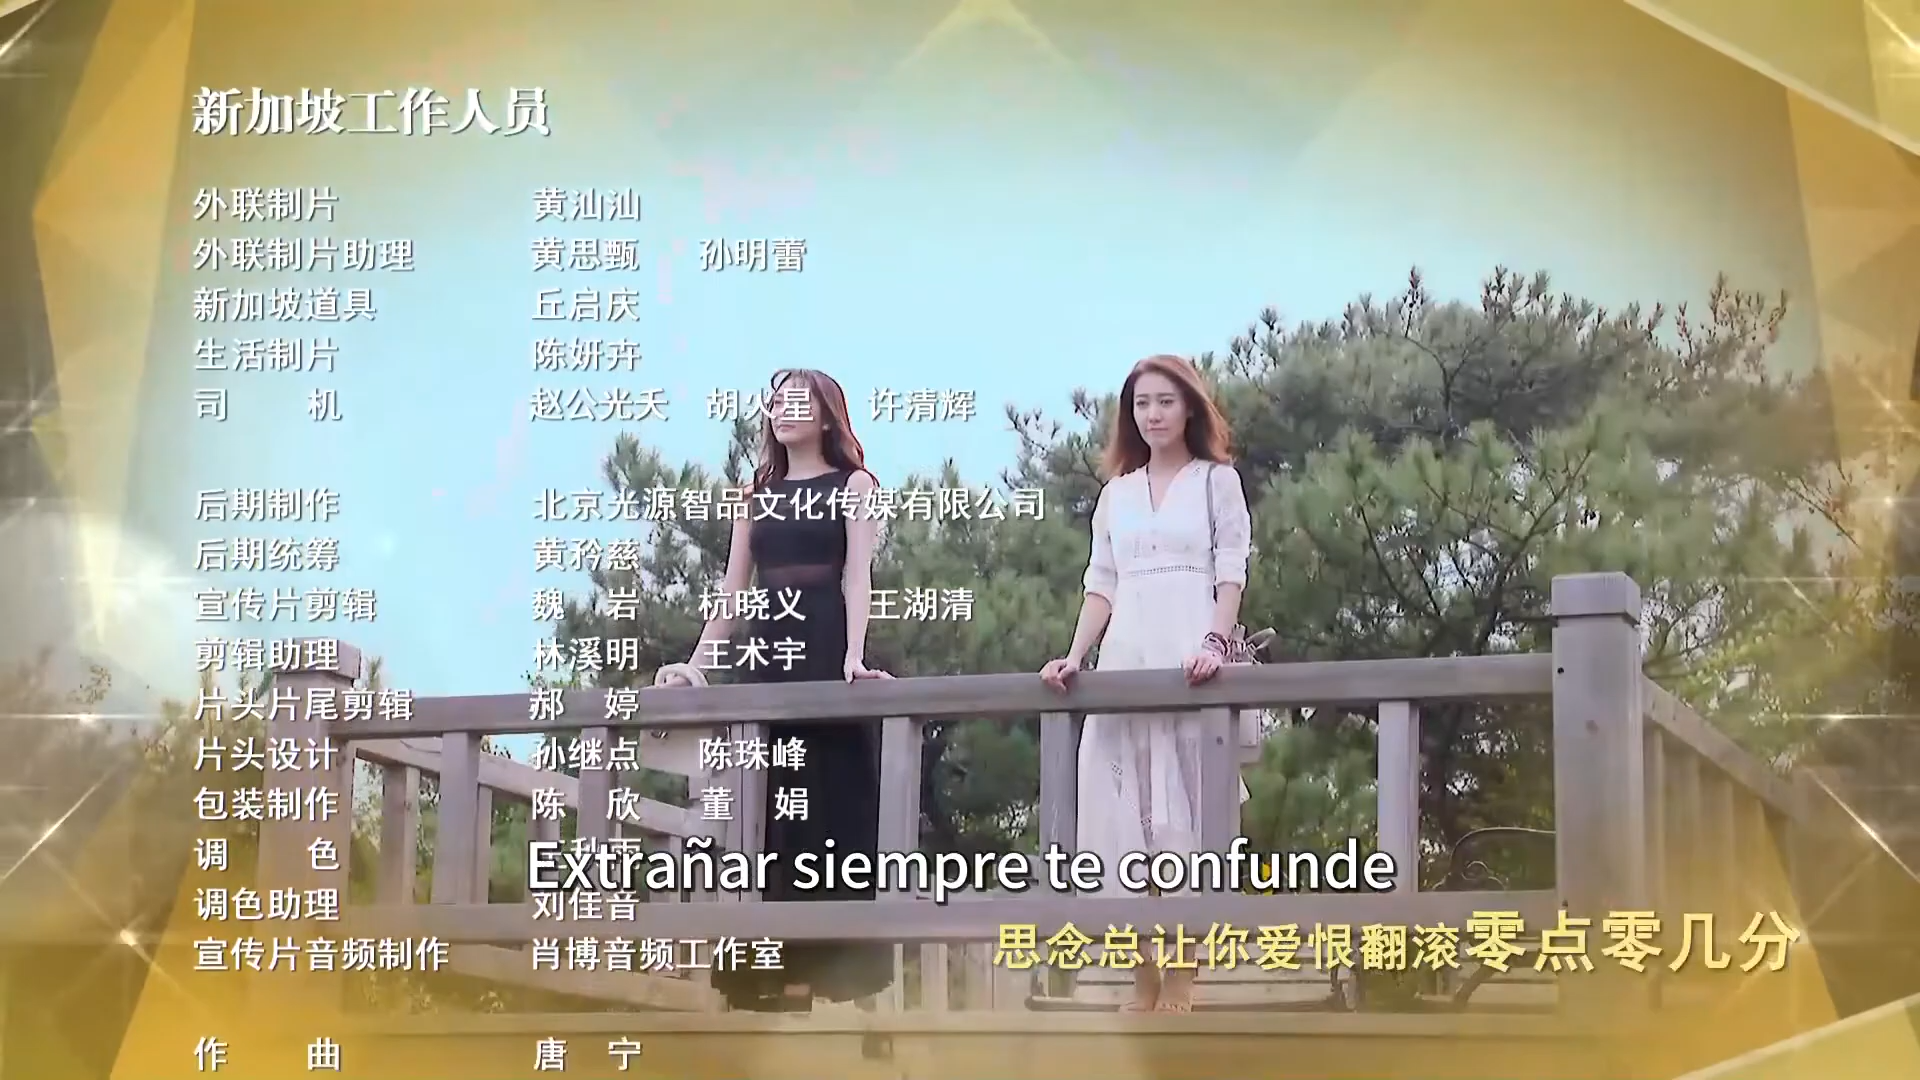 新加坡工作人员
外联制片 黄汕汕
外联制片助理 黄思甄 孙明蕾
新加坡道具 丘启庆
生活制片 陈妍卉
司 机 赵公光天 胡火星 许清辉
后期制作 北京光源智品文化传媒有限公司
后期统筹 黄矜慈
宣传片剪辑 魏 岩 杭晓义 王湖清
剪辑助理 林溪明 王术宇
片头片尾剪辑 郝 婷
片头设计 孙继点 陈珠峰
包装制作 陈 欣 董 娟
调 色
Extrañar siempre te confunde
调色助理 刘佳音
思念总让你爱恨翻滚零点零几分
宣传片音频制作 肖博音频工作室
作 曲 唐 宁